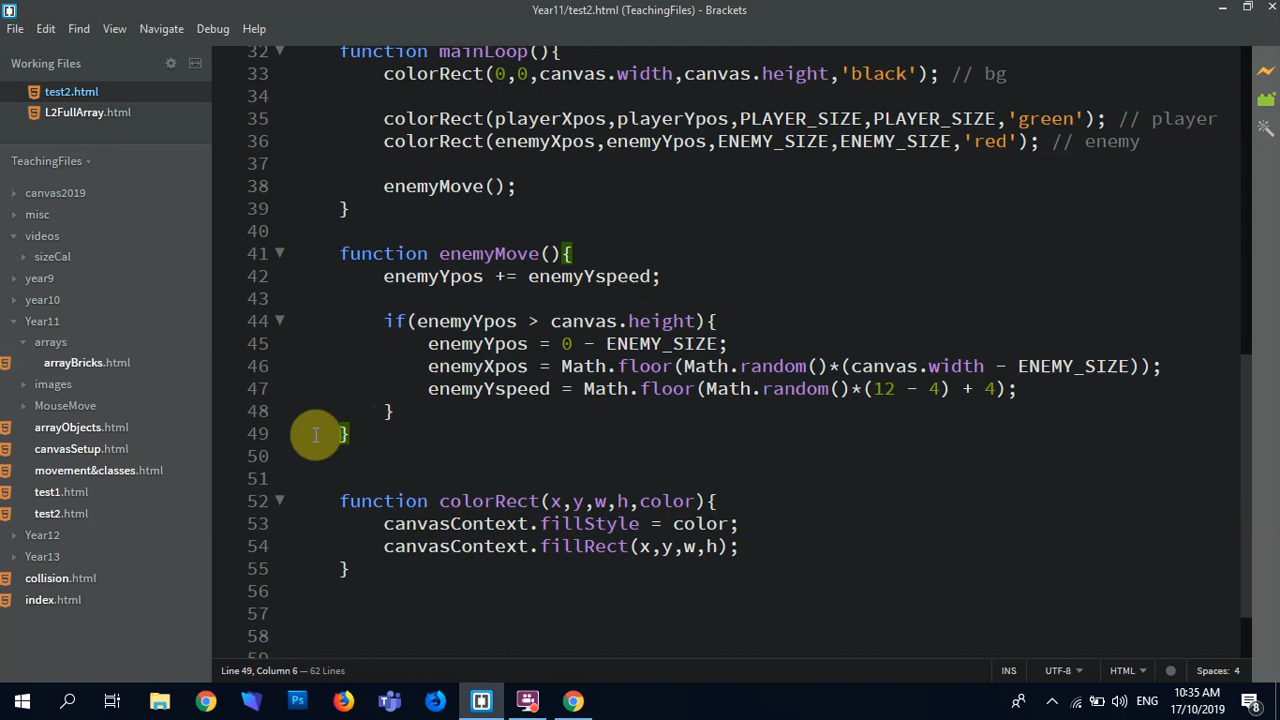 Year11/test2.html (TeachingFiles) - Brackets
File Edit Find View Navigate Debug Help
Working Files
test2.html
L2FullArray.html
TeachingFiles
canvas2019
misc
videos
sizeCal
year9
year10
Year11
arrays
arrayBricks.html
images
MouseMove
arrayObjects.html
canvasSetup.html
movement&classes.html
test1.html
test2.html
Year12
Year13
collision.html
index.html
32 function mainLoop(){
33 colorRect(0,0,canvas.width,canvas.height,'black'); // bg
34
35 colorRect(playerXpos,playerYpos,PLAYER_SIZE,PLAYER_SIZE,'green'); // player
36 colorRect(enemyXpos,enemyYpos,ENEMY_SIZE,ENEMY_SIZE,'red'); // enemy
37
38 enemyMove();
39 }
40
41 function enemyMove(){
42 enemyYpos += enemyYspeed;
43
44 if(enemyYpos > canvas.height){
45 enemyYpos = 0 - ENEMY_SIZE;
46 enemyXpos = Math.floor(Math.random()*(canvas.width - ENEMY_SIZE));
47 enemyYspeed = Math.floor(Math.random()*(12 - 4) + 4);
48 }
49 }
50
51
52 function colorRect(x,y,w,h,color){
53 canvasContext.fillStyle = color;
54 canvasContext.fillRect(x,y,w,h);
55 }
56
57
58
59
Line 49, Column 6 — 62 Lines
INS UTF-8 HTML Spaces: 4
Ps
ENG
10:35 AM
17/10/2019
8